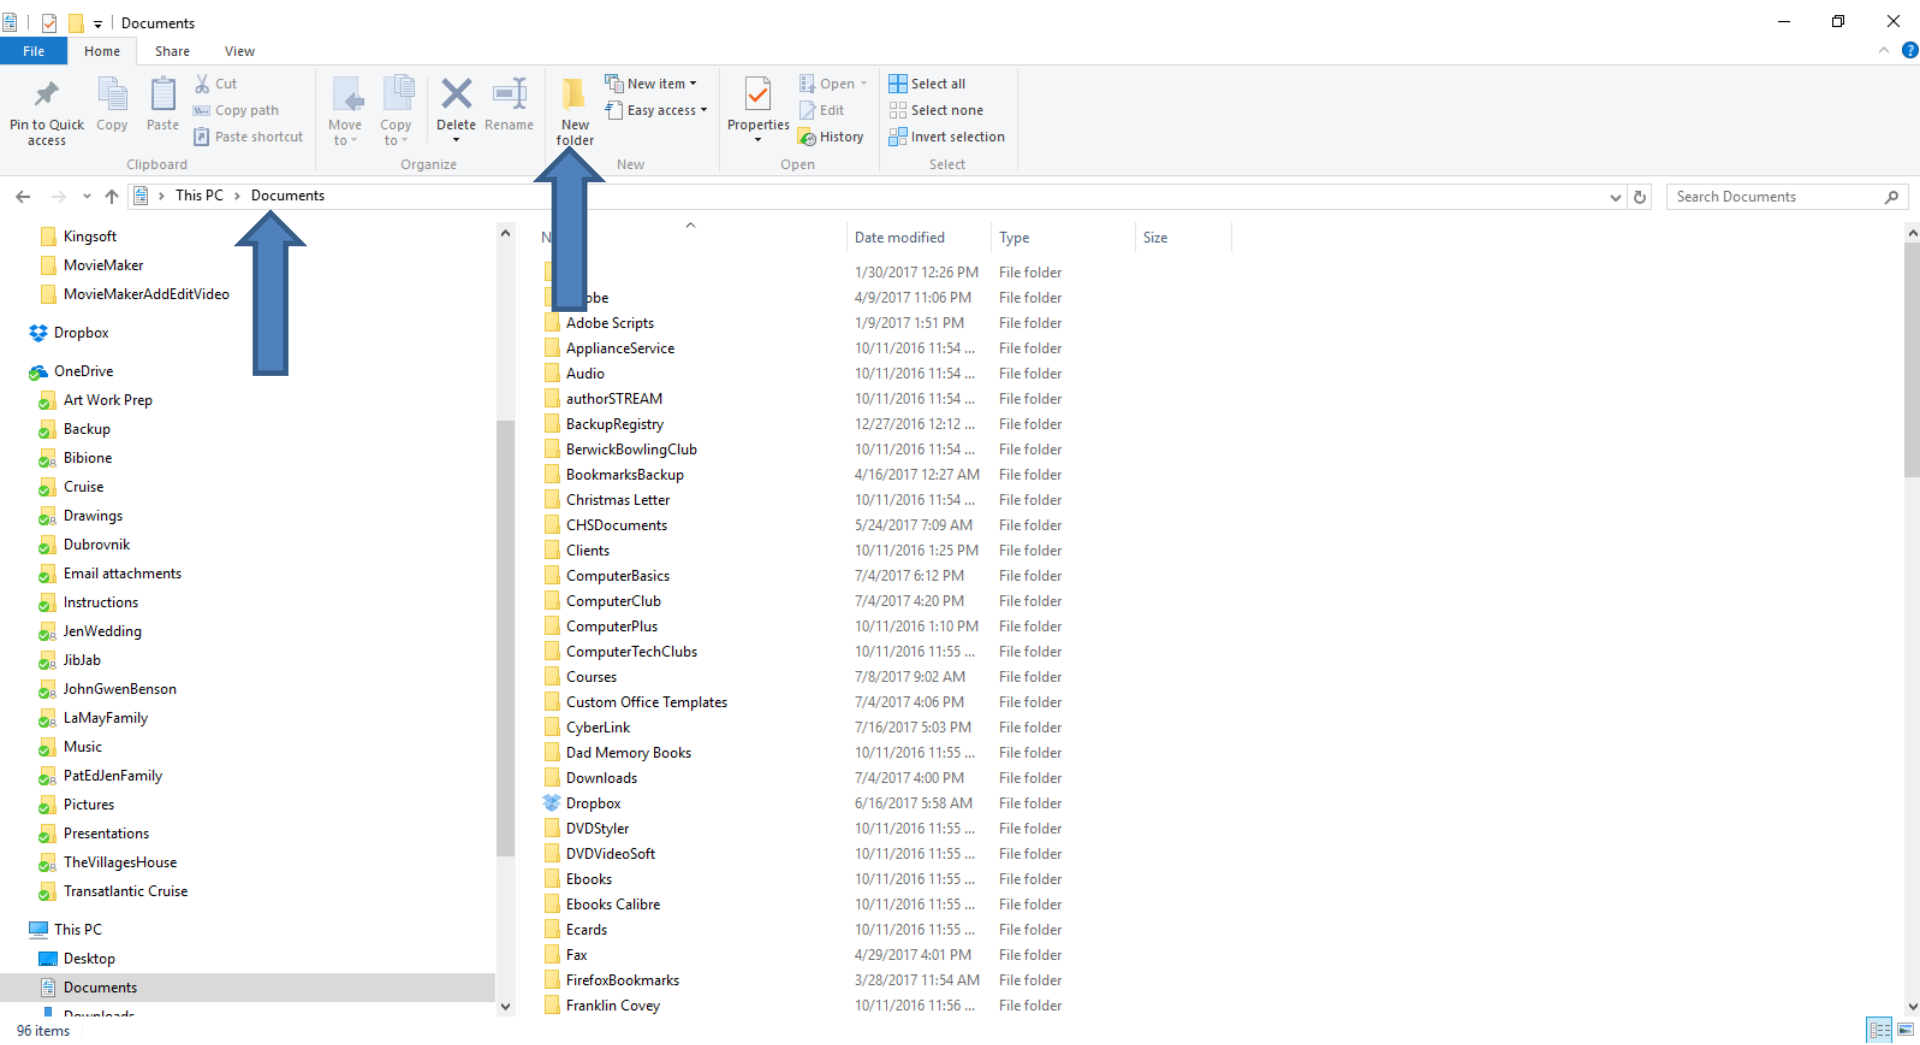 Documents
File Home Share View
Pin to Quick access
Copy
Paste
Cut
Copy path
Paste shortcut
Clipboard
Move to
Copy to
Delete
Rename
Organize
New folder
New item
Easy access
New
Properties
Open
Edit
History
Open
Select all
Select none
Invert selection
Select
This PC > Documents
Search Documents
Kingsoft
MovieMaker
MovieMakerAddEditVideo
Dropbox
OneDrive
Art Work Prep
Backup
Bibione
Cruise
Drawings
Dubrovnik
Email attachments
Instructions
JenWedding
JibJab
JohnGwenBenson
LaMayFamily
Music
PatEdJenFamily
Pictures
Presentations
TheVillagesHouse
Transatlantic Cruise
This PC
Desktop
Documents
Downloads
Date modified Type Size
1/30/2017 12:26 PM File folder
4/9/2017 11:06 PM File folder
Adobe Scripts 1/9/2017 1:51 PM File folder
ApplianceService 10/11/2016 11:54 ... File folder
Audio 10/11/2016 11:54 ... File folder
authorSTREAM 10/11/2016 11:54 ... File folder
BackupRegistry 12/27/2016 12:12 ... File folder
BerwickBowlingClub 10/11/2016 11:54 ... File folder
BookmarksBackup 4/16/2017 12:27 AM File folder
Christmas Letter 10/11/2016 11:54 ... File folder
CHSDocuments 5/24/2017 7:09 AM File folder
Clients 10/11/2016 1:25 PM File folder
ComputerBasics 7/4/2017 6:12 PM File folder
ComputerClub 7/4/2017 4:20 PM File folder
ComputerPlus 10/11/2016 1:10 PM File folder
ComputerTechClubs 10/11/2016 11:55 ... File folder
Courses 7/8/2017 9:02 AM File folder
Custom Office Templates 7/4/2017 4:06 PM File folder
CyberLink 7/16/2017 5:03 PM File folder
Dad Memory Books 10/11/2016 11:55 ... File folder
Downloads 7/4/2017 4:00 PM File folder
Dropbox 6/16/2017 5:58 AM File folder
DVDStyler 10/11/2016 11:55 ... File folder
DVDVideoSoft 10/11/2016 11:55 ... File folder
Ebooks 10/11/2016 11:55 ... File folder
Ebooks Calibre 10/11/2016 11:55 ... File folder
Ecards 10/11/2016 11:55 ... File folder
Fax 4/29/2017 4:01 PM File folder
FirefoxBookmarks 3/28/2017 11:54 AM File folder
Franklin Covey 10/11/2016 11:56 ... File folder
96 items